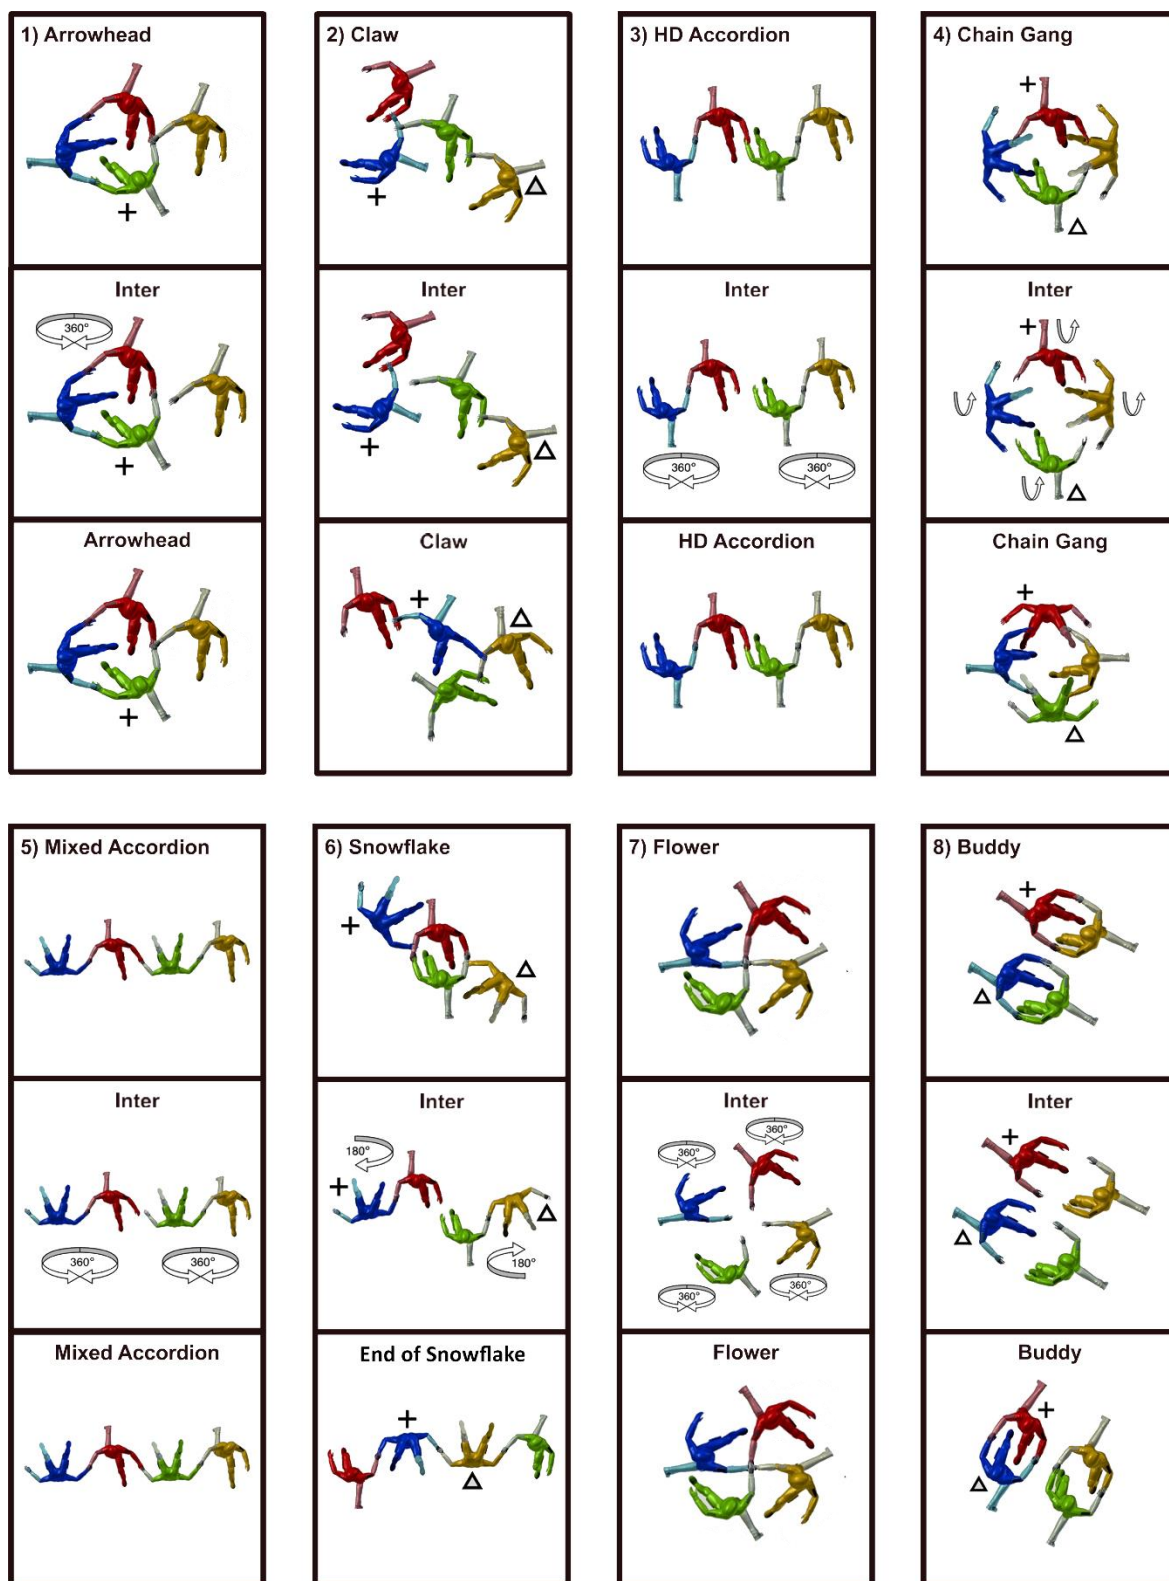 1) Arrowhead
2) Claw
3) HD Accordion
4) Chain Gang
Inter
360°
Inter
Inter
360°
360°
Inter
Arrowhead
Claw
HD Accordion
Chain Gang
5) Mixed Accordion
6) Snowflake
7) Flower
8) Buddy
Inter
360°
360°
Inter
180°
180°
Inter
360°
360°
360°
360°
Inter
Mixed Accordion
End of Snowflake
Flower
Buddy